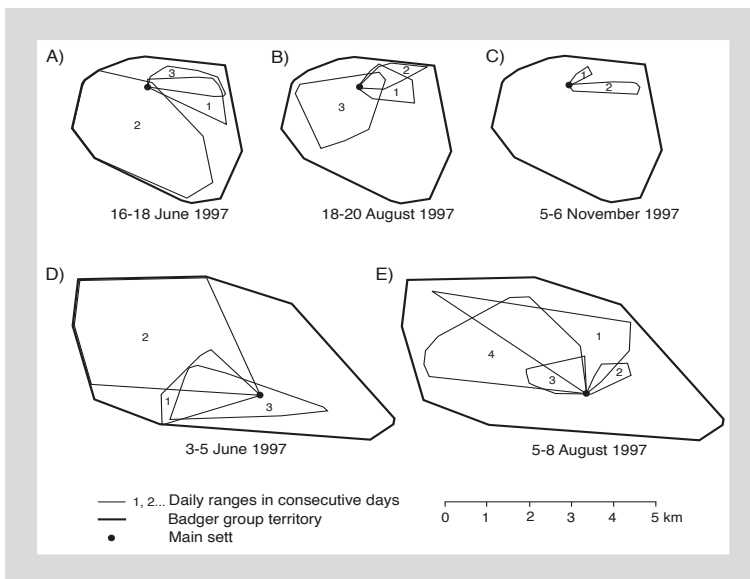 A)
3
1
2
16-18 June 1997
B)
2
1
3
18-20 August 1997
C)
1
2
5-6 November 1997
D)
2
1
3
3-5 June 1997
E)
1
4
3
2
5-8 August 1997
1, 2... Daily ranges in consecutive days
Badger group territory
Main sett
0 1 2 3 4 5 km